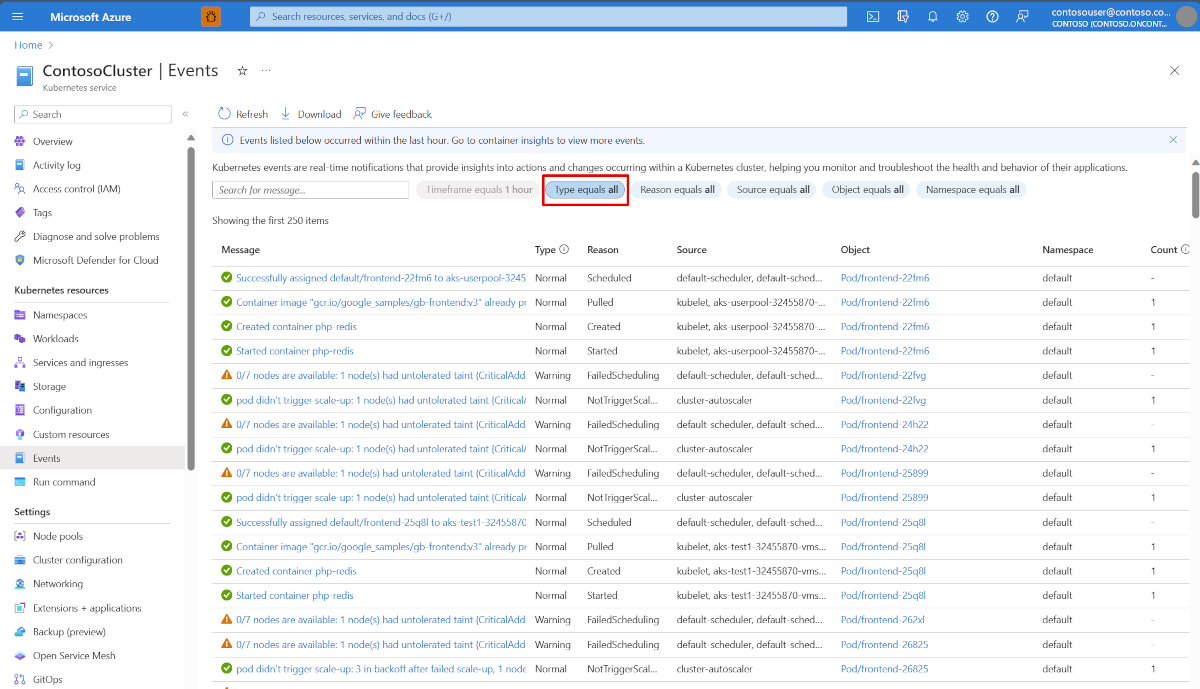 Microsoft Azure
Search resources, services, and docs (G+/)
contosouser@contoso.co...
CONTOSO (CONTOSO.ONCONT...
Home >
ContosoCluster | Events
Kubernetes service
Search
Overview
Activity log
Access control (IAM)
Tags
Diagnose and solve problems
Microsoft Defender for Cloud
Kubernetes resources
Namespaces
Workloads
Services and ingresses
Storage
Configuration
Custom resources
Events
Run command
Settings
Node pools
Cluster configuration
Networking
Extensions + applications
Backup (preview)
Open Service Mesh
GitOps
Refresh Download Give feedback
Events listed below occurred within the last hour. Go to container insights to view more events.
Kubernetes events are real-time notifications that provide insights into actions and changes occurring within a Kubernetes cluster, helping you monitor and troubleshoot the health and behavior of their applications.
Search for message... Timeframe equals 1 hour Type equals all Reason equals all Source equals all Object equals all Namespace equals all
Showing the first 250 items
Message Type Reason Source Object Namespace Count
Successfully assigned default/frontend-22fm6 to aks-userpool-3245 Normal Scheduled default-scheduler, default-sched... Pod/frontend-22fm6 default -
Container image "gcr.io/google_samples/gb-frontend:v3" already pr Normal Pulled kubelet, aks-userpool-32455870-... Pod/frontend-22fm6 default 1
Created container php-redis Normal Created kubelet, aks-userpool-32455870-... Pod/frontend-22fm6 default 1
Started container php-redis Normal Started kubelet, aks-userpool-32455870-... Pod/frontend-22fm6 default 1
0/7 nodes are available: 1 node(s) had untolerated taint {CriticalAdd Warning FailedScheduling default-scheduler, default-sched... Pod/frontend-22fvg default -
pod didn't trigger scale-up: 1 node(s) had untolerated taint {CriticalA Normal NotTriggerScal... cluster-autoscaler Pod/frontend-22fvg default 1
0/7 nodes are available: 1 node(s) had untolerated taint {CriticalAdd Warning FailedScheduling default-scheduler, default-sched... Pod/frontend-24h22 default -
pod didn't trigger scale-up: 1 node(s) had untolerated taint {CriticalA Normal NotTriggerScal... cluster-autoscaler Pod/frontend-24h22 default 1
0/7 nodes are available: 1 node(s) had untolerated taint {CriticalAdd Warning FailedScheduling default-scheduler, default-sched... Pod/frontend-25899 default -
pod didn't trigger scale-up: 1 node(s) had untolerated taint {CriticalA Normal NotTriggerScal... cluster-autoscaler Pod/frontend-25899 default 1
Successfully assigned default/frontend-25q8l to aks-test1-32455870 Normal Scheduled default-scheduler, default-sched... Pod/frontend-25q8l default -
Container image "gcr.io/google_samples/gb-frontend:v3" already pr Normal Pulled kubelet, aks-test1-32455870-vms... Pod/frontend-25q8l default 1
Created container php-redis Normal Created kubelet, aks-test1-32455870-vms... Pod/frontend-25q8l default 1
Started container php-redis Normal Started kubelet, aks-test1-32455870-vms... Pod/frontend-25q8l default 1
0/7 nodes are available: 1 node(s) had untolerated taint {CriticalAdd Warning FailedScheduling default-scheduler, default-sched... Pod/frontend-262xl default -
0/7 nodes are available: 1 node(s) had untolerated taint {CriticalAdd Warning FailedScheduling default-scheduler, default-sched... Pod/frontend-26825 default -
pod didn't trigger scale-up: 3 in backoff after failed scale-up, 1 node Normal NotTriggerScal... cluster-autoscaler Pod/frontend-26825 default 1